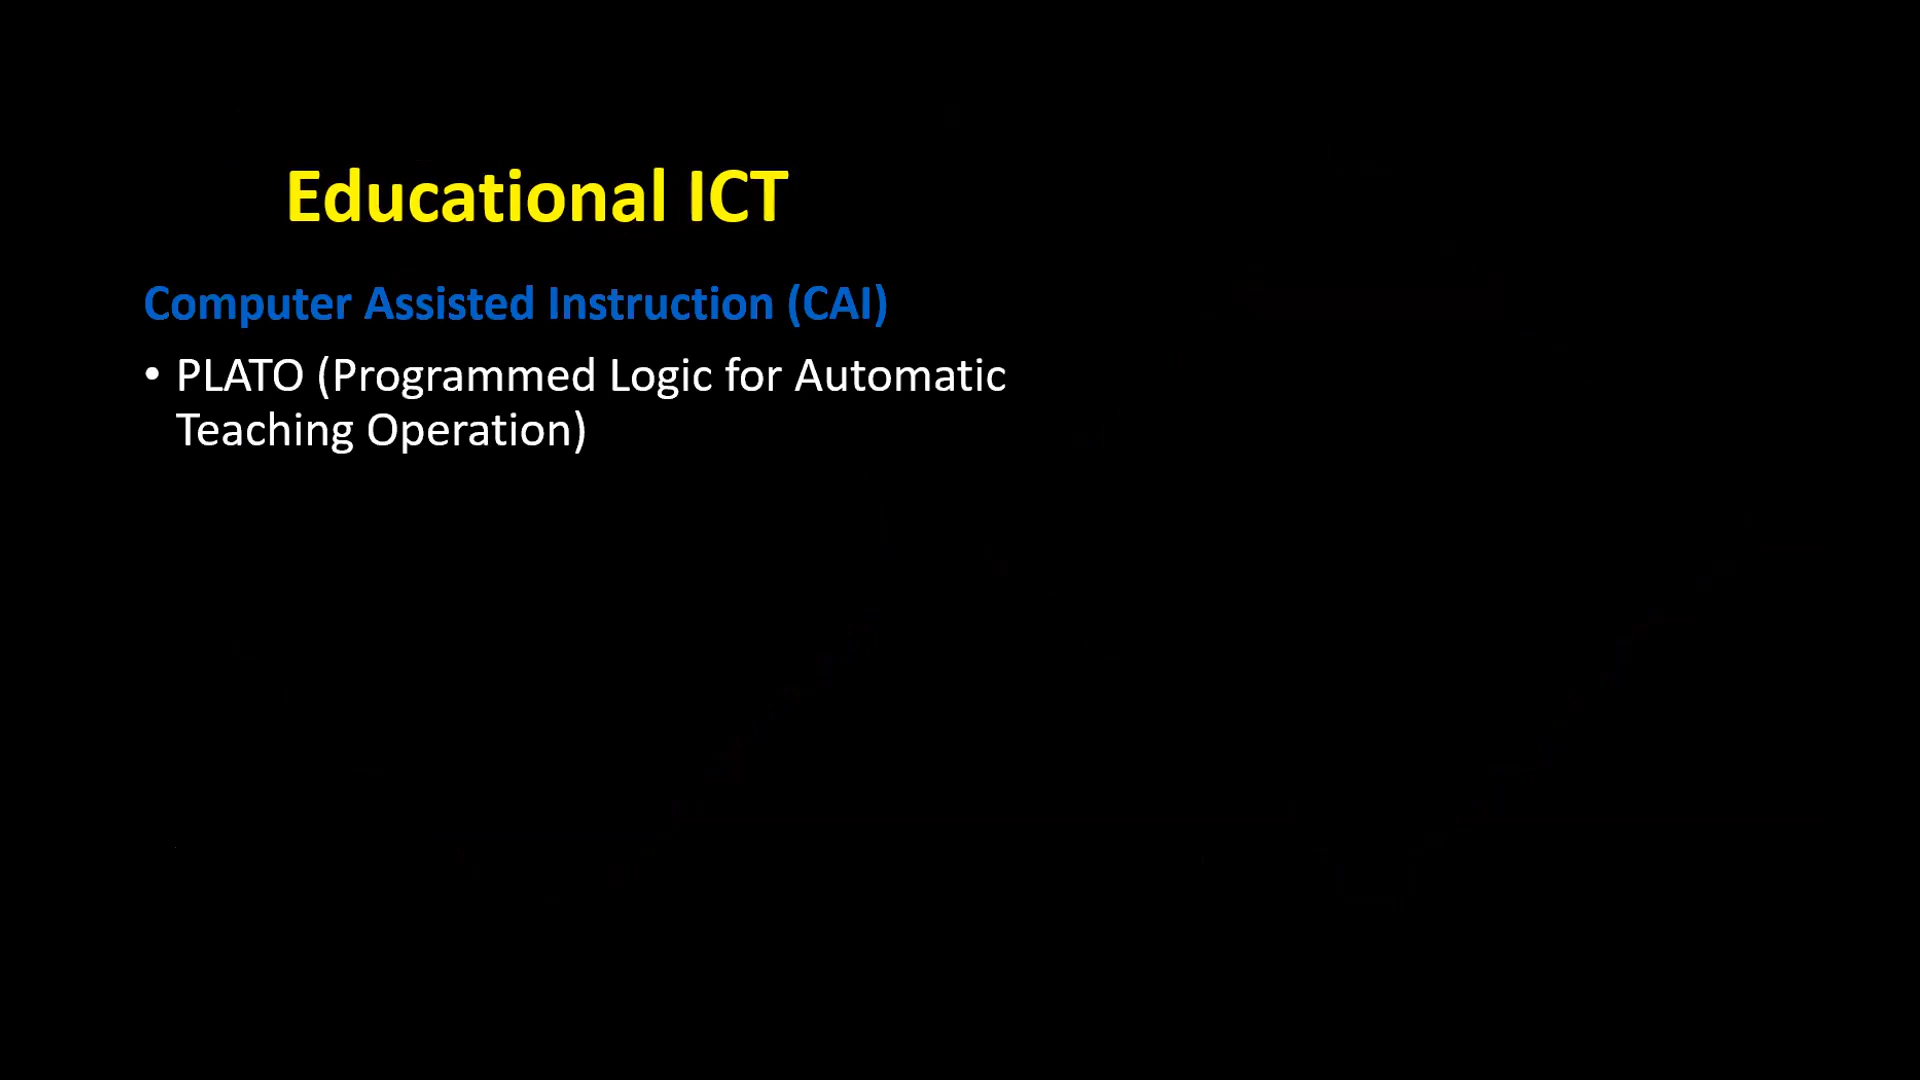 Educational ICT
Computer Assisted Instruction (CAI)
• PLATO (Programmed Logic for Automatic
Teaching Operation)